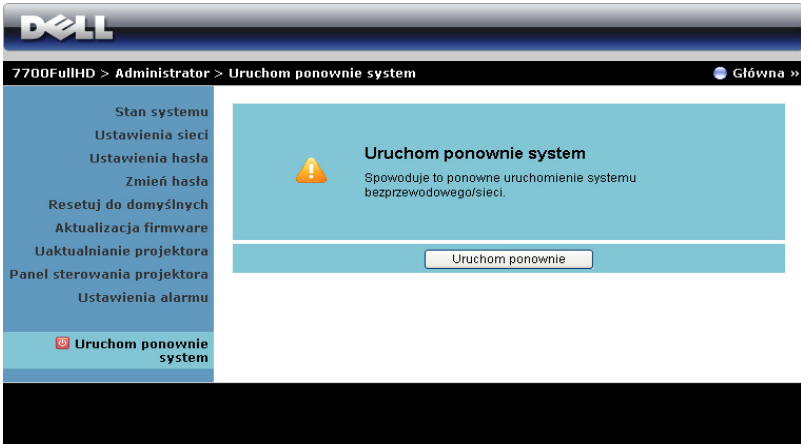 DELL
7700FullHD > Administrator > Uruchom ponownie system
Główna »
Stan systemu
Ustawienia sieci
Ustawienia hasła
Zmień hasła
Resetuj do domyślnych
Aktualizacja firmware
Uaktualnianie projektora
Panel sterowania projektora
Ustawienia alarmu
Uruchom ponownie
system
Uruchom ponownie system
Spowoduje to ponowne uruchomienie systemu
bezprzewodowego/sieci.
Uruchom ponownie